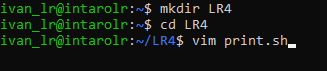 ivan_lr@intarolr:~$ mkdir LR4
ivan_lr@intarolr:~$ cd LR4
ivan_lr@intarolr:~/LR4$ vim print.sh